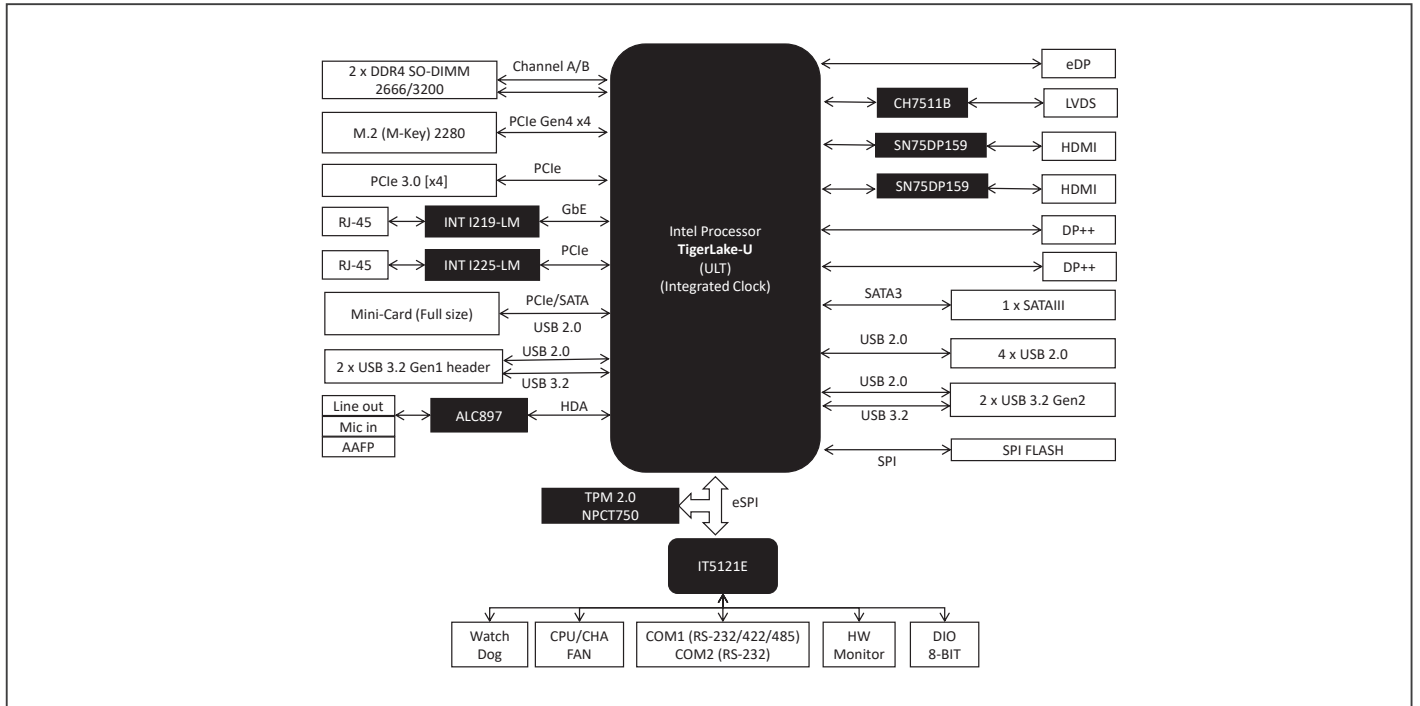 2 x DDR4 SO-DIMM
2666/3200
Channel A/B
M.2 (M-Key) 2280
PCIe Gen4 x4
PCIe 3.0 [x4]
PCIe
RJ-45
INT I219-LM
GbE
RJ-45
INT I225-LM
PCIe
Mini-Card (Full size)
PCIe/SATA
USB 2.0
2 x USB 3.2 Gen1 header
USB 2.0
USB 3.2
Line out
Mic in
AAFP
ALC897
HDA
Intel Processor
TigerLake-U
(ULT)
(Integrated Clock)
eDP
CH7511B
LVDS
SN75DP159
HDMI
SN75DP159
HDMI
DP++
DP++
SATA3
1 x SATAIII
USB 2.0
4 x USB 2.0
USB 2.0
USB 3.2
2 x USB 3.2 Gen2
SPI
SPI FLASH
TPM 2.0
NPCT750
eSPI
IT5121E
Watch
Dog
CPU/CHA
FAN
COM1 (RS-232/422/485)
COM2 (RS-232)
HW
Monitor
DIO
8-BIT